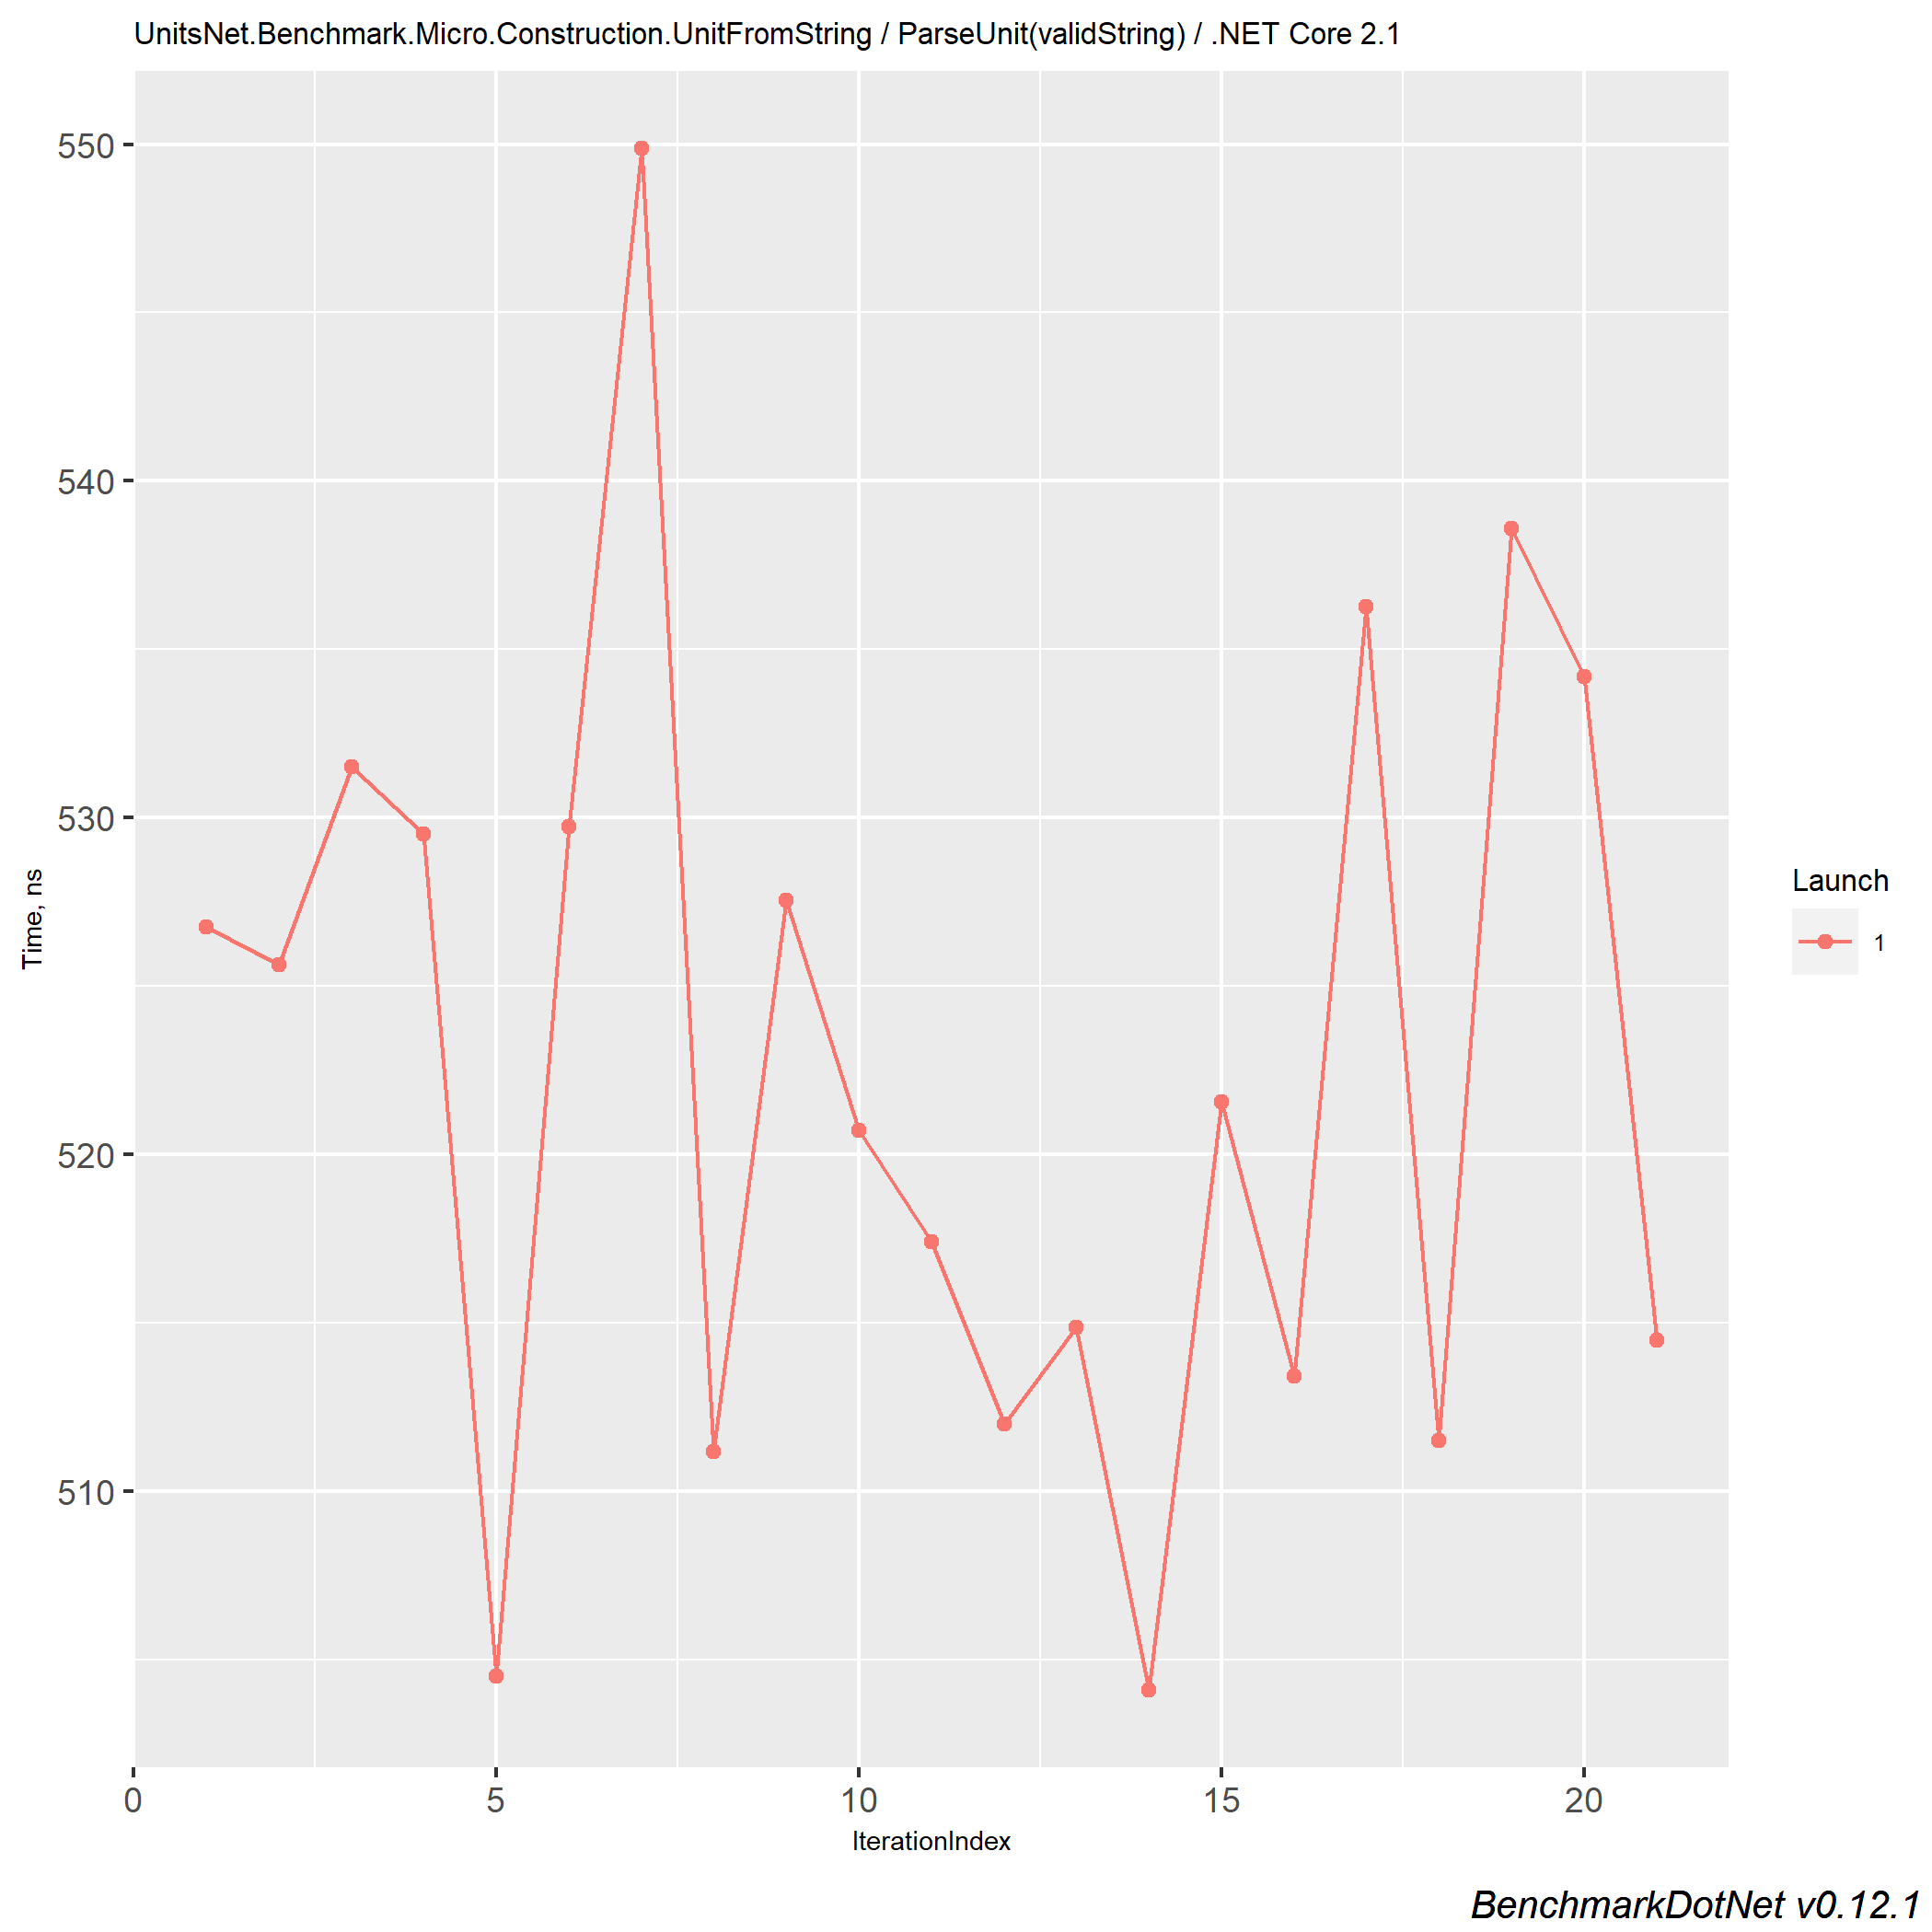 UnitsNet.Benchmark.Micro.Construction.UnitFromString / ParseUnit(validString) / .NET Core 2.1
550
540
530
520
510
Time, ns
0 5 10 15 20
IterationIndex
Launch
1
BenchmarkDotNet v0.12.1